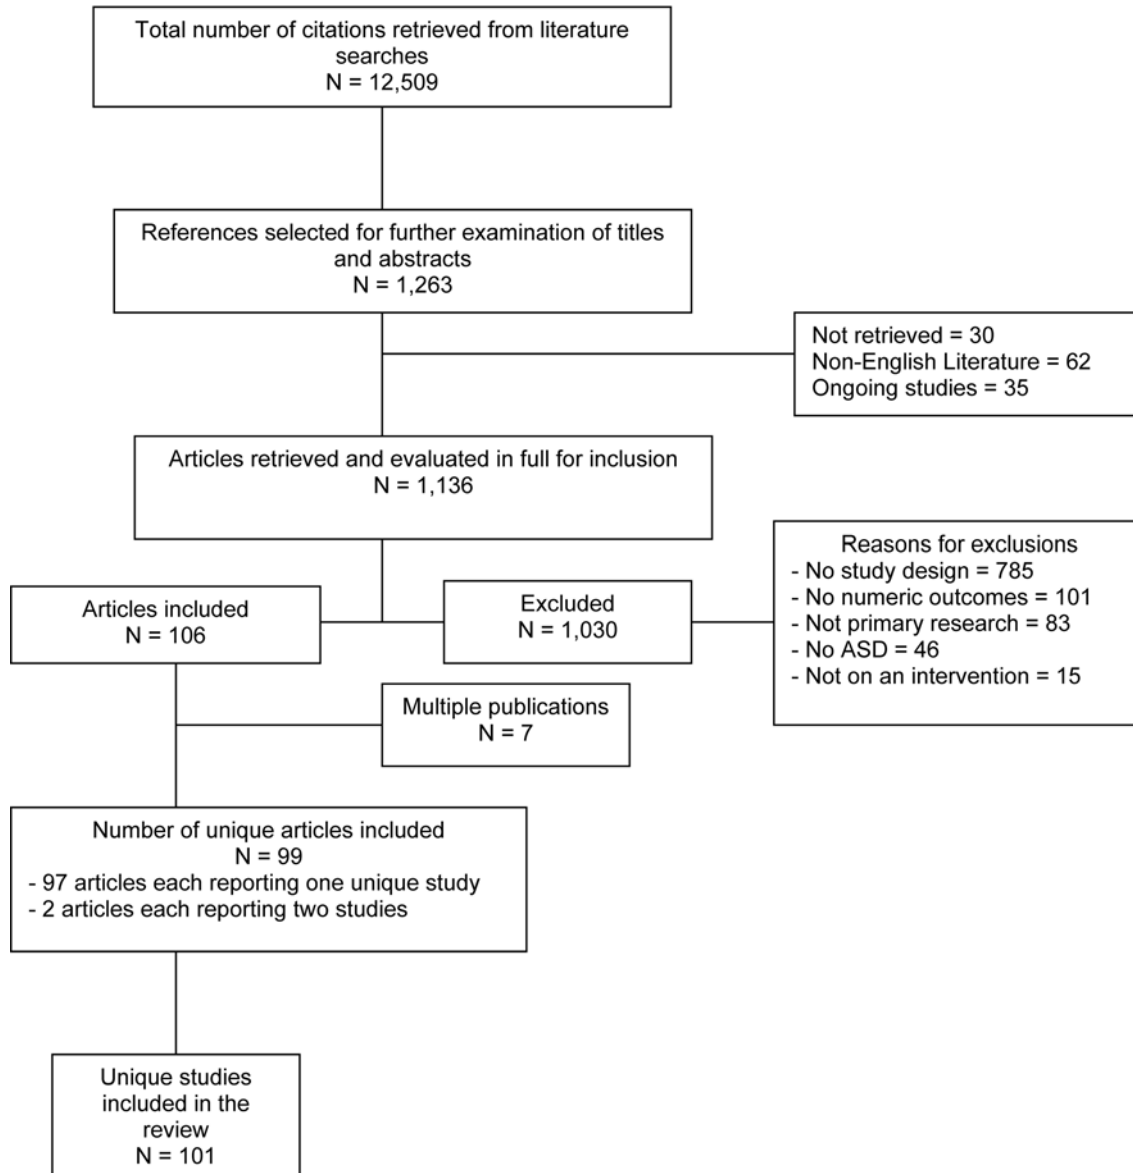 Total number of citations retrieved from literature
searches
N = 12,509
References selected for further examination of titles
and abstracts
N = 1,263
Not retrieved = 30
Non-English Literature = 62
Ongoing studies = 35
Articles retrieved and evaluated in full for inclusion
N = 1,136
Reasons for exclusions
- No study design = 785
- No numeric outcomes = 101
- Not primary research = 83
- No ASD = 46
- Not on an intervention = 15
Articles included
N = 106
Excluded
N = 1,030
Multiple publications
N = 7
Number of unique articles included
N = 99
- 97 articles each reporting one unique study
- 2 articles each reporting two studies
Unique studies
included in the
review
N = 101